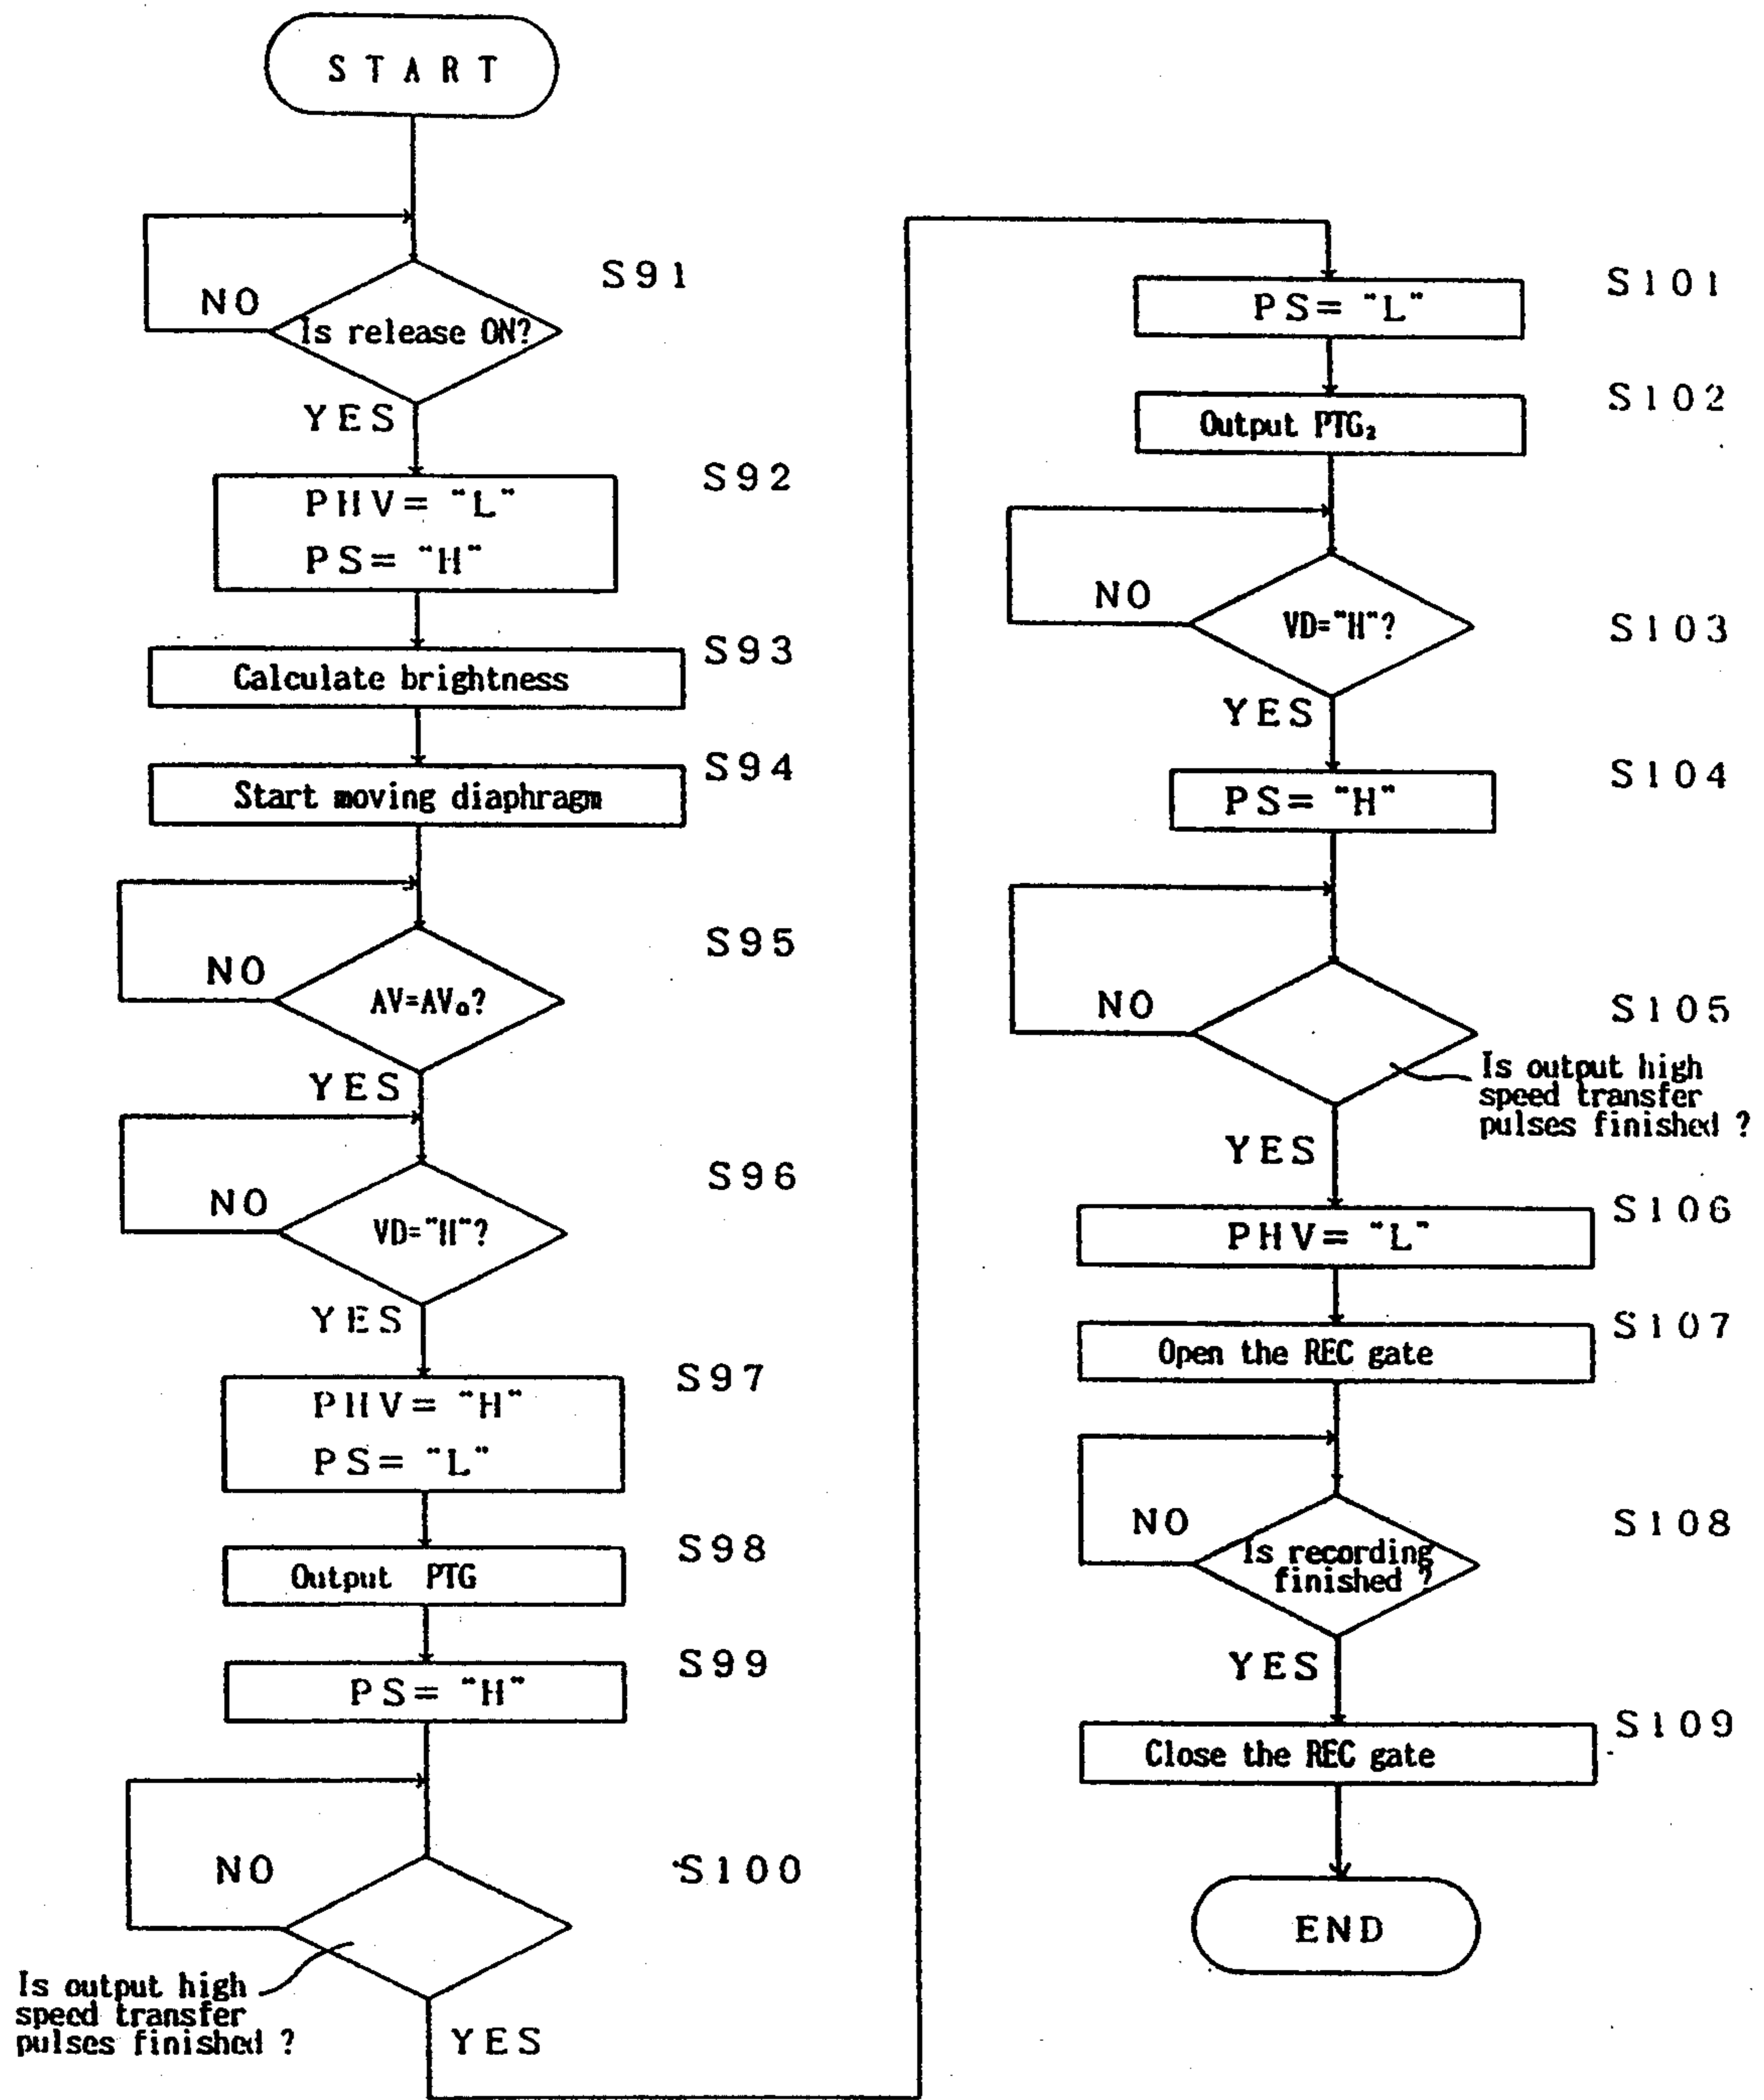 START
S91
NO
Is release ON?
YES
S92
PHV= "L"
PS= "H"
S93
Calculate brightness
S94
Start moving diaphragm
S95
NO
AV=AV₀?
YES
S96
NO
VD="H"?
YES
S97
PHV= "H"
PS= "L"
S98
Output PTG
S99
PS= "H"
S100
NO
Is output high
speed transfer
pulses finished ?
YES
S101
PS= "L"
S102
Output PTG₂
S103
NO
VD="H"?
YES
S104
PS= "H"
S105
NO
Is output high
speed transfer
pulses finished ?
YES
S106
PHV= "L"
S107
Open the REC gate
S108
NO
Is recording
finished ?
YES
S109
Close the REC gate
END